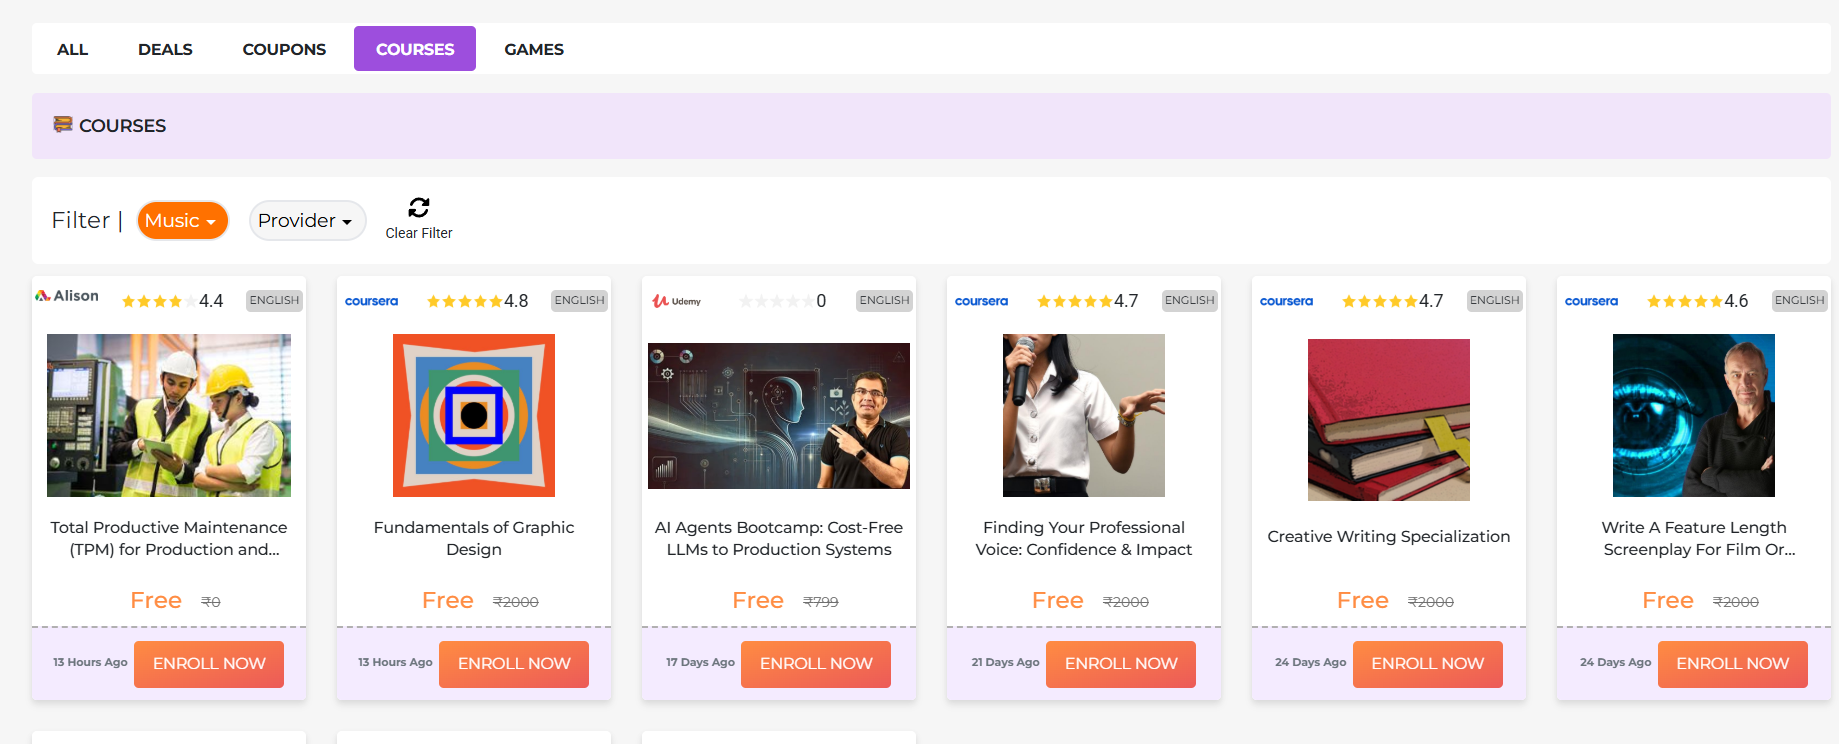 ALL DEALS COUPONS COURSES GAMES
COURSES
Filter | Music Provider Clear Filter
Alison 4.4 ENGLISH
Total Productive Maintenance
(TPM) for Production and...
Free ₹0
13 Hours Ago ENROLL NOW
coursera 4.8 ENGLISH
Fundamentals of Graphic
Design
Free ₹2000
13 Hours Ago ENROLL NOW
Udemy 0 ENGLISH
AI Agents Bootcamp: Cost-Free
LLMs to Production Systems
Free ₹799
17 Days Ago ENROLL NOW
coursera 4.7 ENGLISH
Finding Your Professional
Voice: Confidence & Impact
Free ₹2000
21 Days Ago ENROLL NOW
coursera 4.7 ENGLISH
Creative Writing Specialization
Free ₹2000
24 Days Ago ENROLL NOW
coursera 4.6 ENGLISH
Write A Feature Length
Screenplay For Film Or...
Free ₹2000
24 Days Ago ENROLL NOW